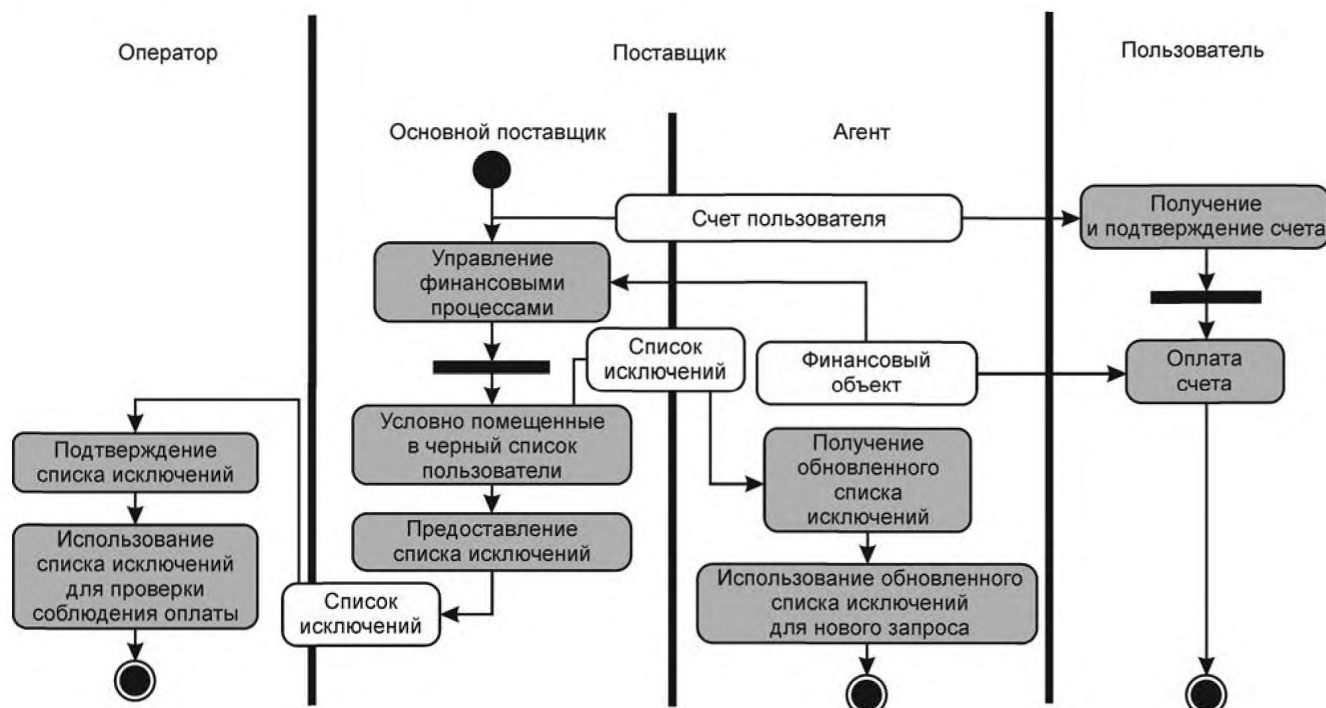 Оператор
Поставщик
Пользователь
Основной поставщик
Агент
Счет пользователя
Получение
и подтверждение счета
Управление
финансовыми
процессами
Список
исключений
Финансовый
объект
Оплата
счета
Условно помещенные
в черный список
пользователи
Подтверждение
списка исключений
Получение
обновленного
списка
исключений
Предоставление
списка исключений
Использование
списка исключений
для проверки
соблюдения оплаты
Список
исключений
Использование обновленного
списка исключений
для нового запроса